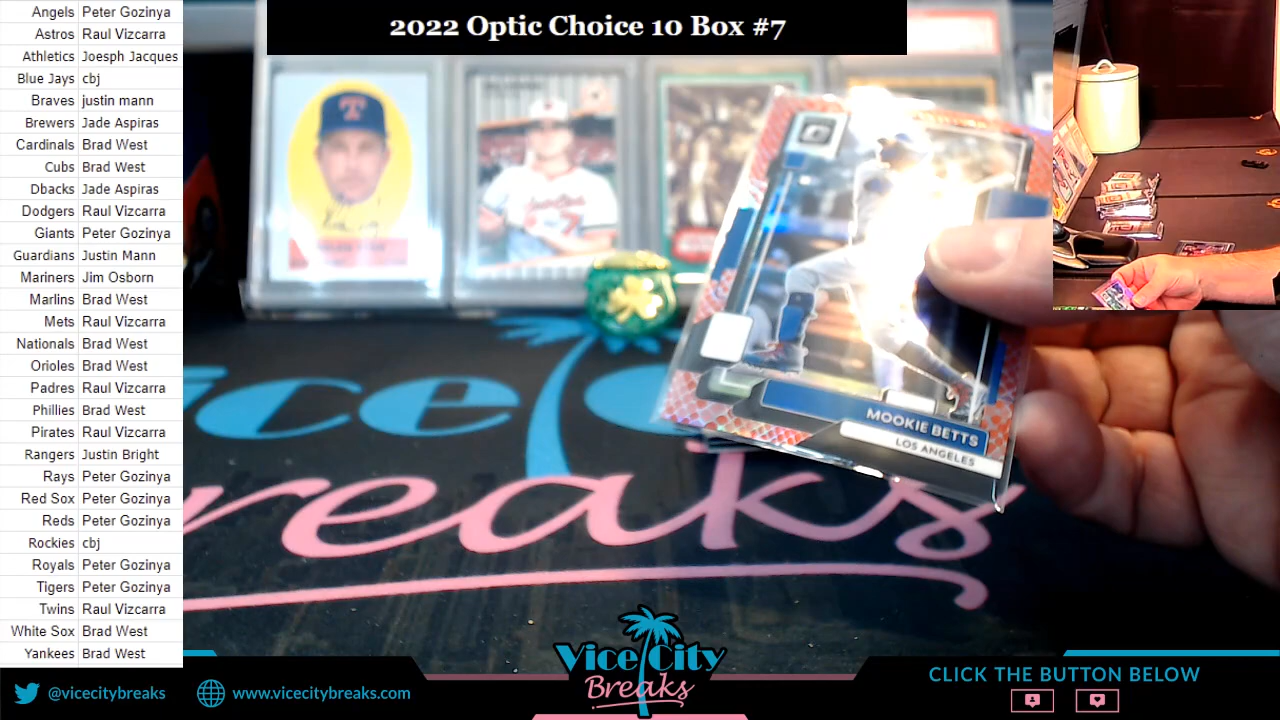 2022 Optic Choice 10 Box #7
Angels Peter Gozinya
Astros Raul Vizcarra
Athletics Joesph Jacques
Blue Jays cbj
Braves justin mann
Brewers Jade Aspiras
Cardinals Brad West
Cubs Brad West
Dbacks Jade Aspiras
Dodgers Raul Vizcarra
Giants Peter Gozinya
Guardians Justin Mann
Mariners Jim Osborn
Marlins Brad West
Mets Raul Vizcarra
Nationals Brad West
Orioles Brad West
Padres Raul Vizcarra
Phillies Brad West
Pirates Raul Vizcarra
Rangers Justin Bright
Rays Peter Gozinya
Red Sox Peter Gozinya
Reds Peter Gozinya
Rockies cbj
Royals Peter Gozinya
Tigers Peter Gozinya
Twins Raul Vizcarra
White Sox Brad West
Yankees Brad West
T
MOOKIE BETTS
LOS ANGELES
ice
reaks
@vicecitybreaks
www.vicecitybreaks.com
Vice City
Breaks
CLICK THE BUTTON BELOW